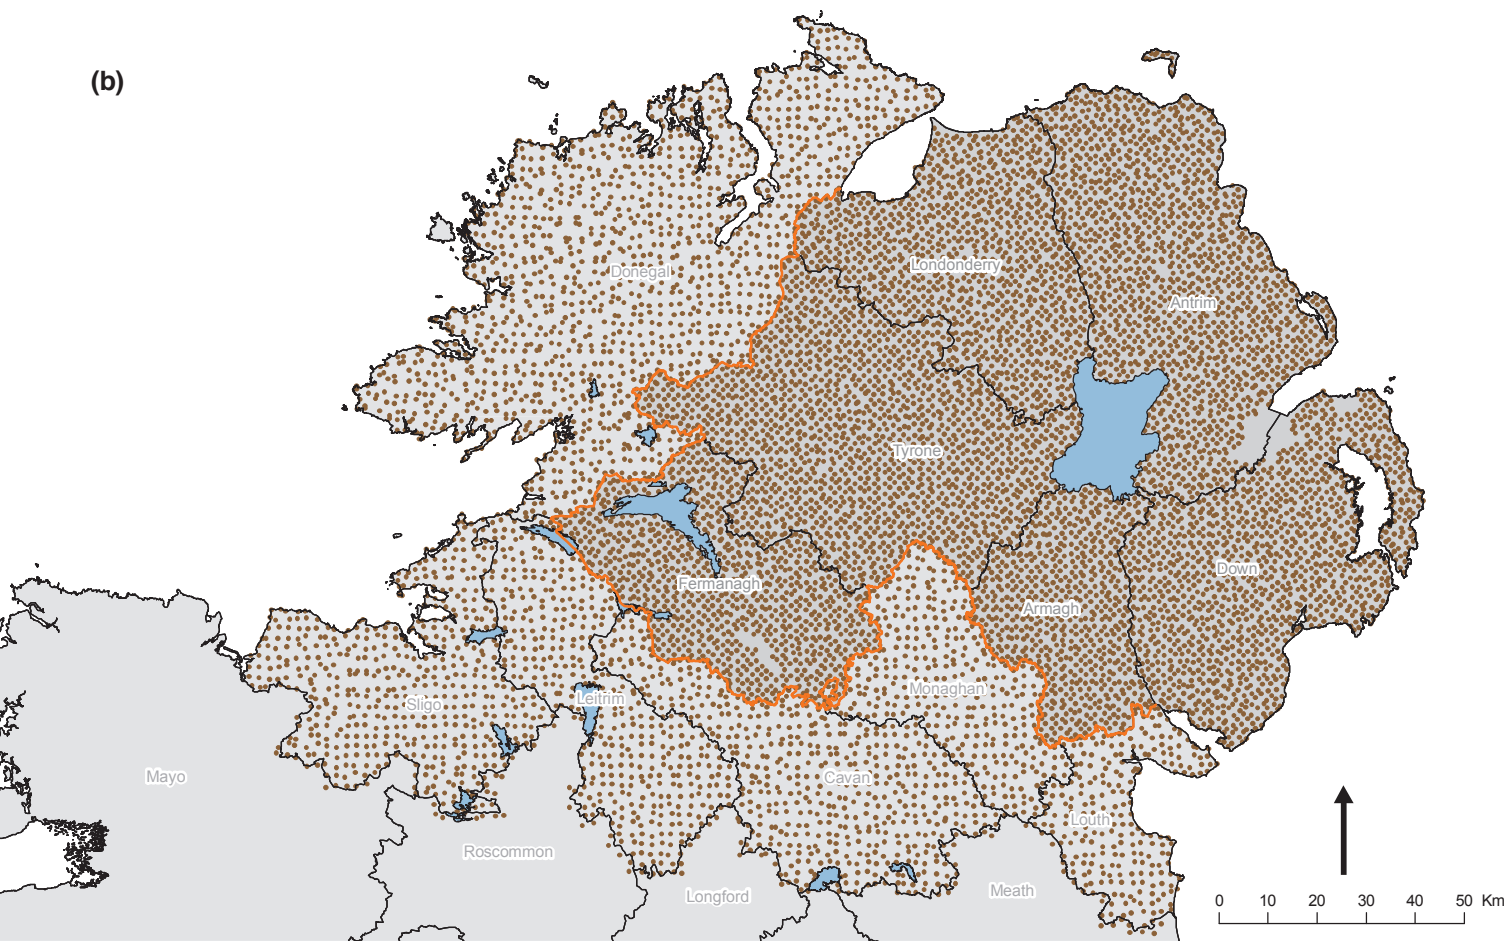 (b)
Donegal
Londonderry
Antrim
Tyrone
Fermanagh
Down
Armagh
Monaghan
Leitrim
Sligo
Mayo
Cavan
Louth
Roscommon
Longford
Meath
0 10 20 30 40 50 Km